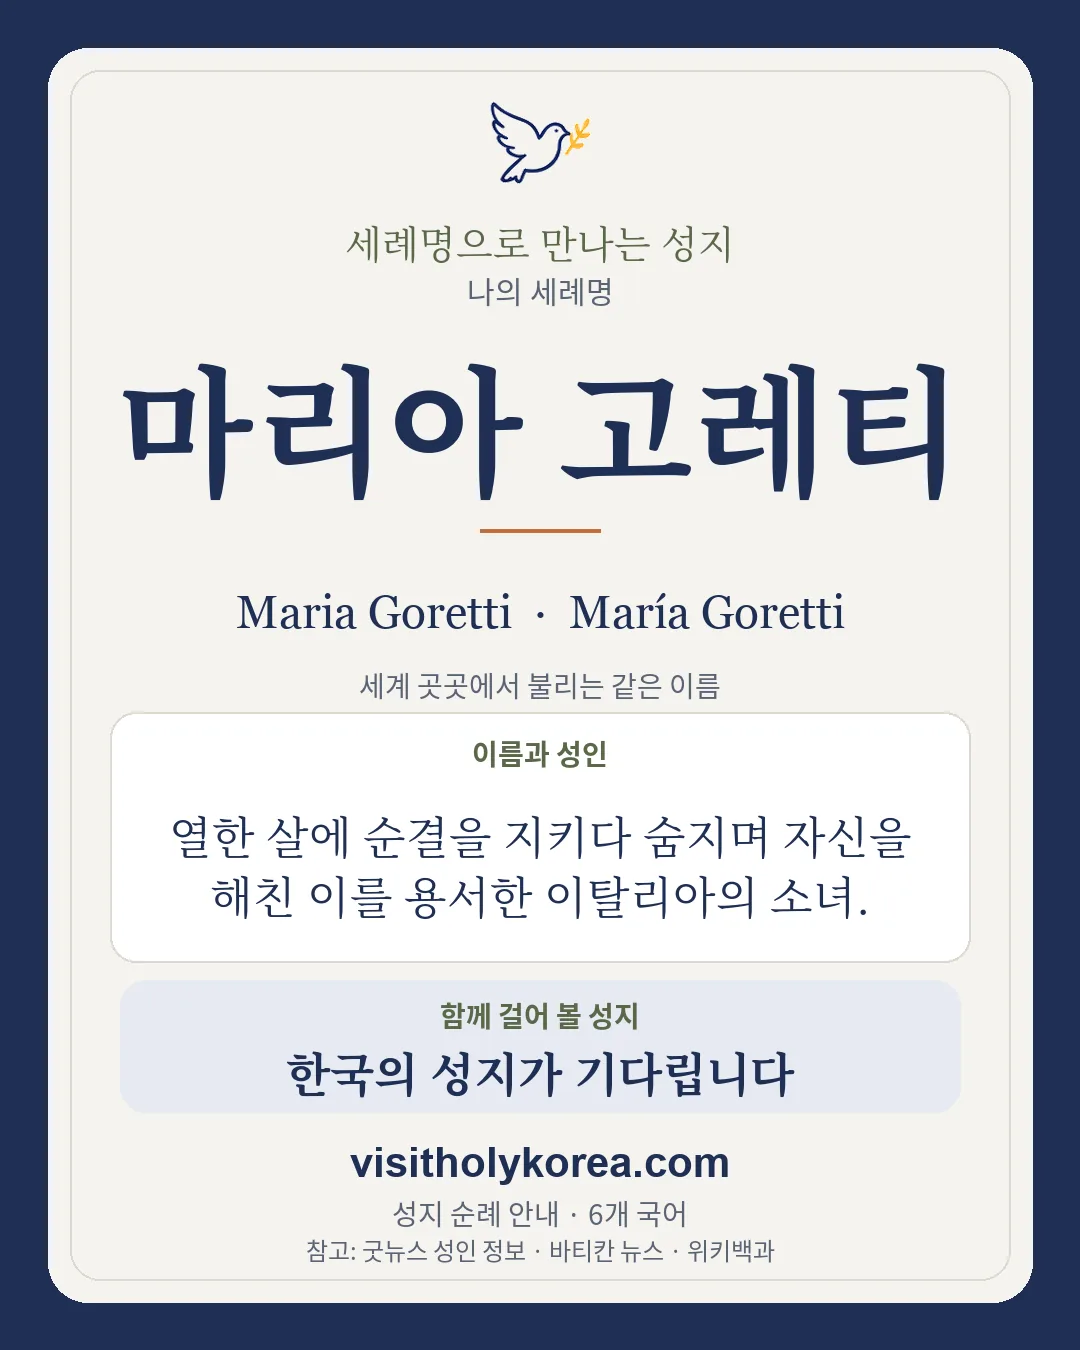 세례명으로 만나는 성지
나의 세례명
마리아 고레티
Maria Goretti · María Goretti
세계 곳곳에서 불리는 같은 이름
이름과 성인
열한 살에 순결을 지키다 숨지며 자신을
해친 이를 용서한 이탈리아의 소녀.
함께 걸어 볼 성지
한국의 성지가 기다립니다
visitholykorea.com
성지 순례 안내 · 6개 국어
참고: 굿뉴스 성인 정보 · 바티칸 뉴스 · 위키백과